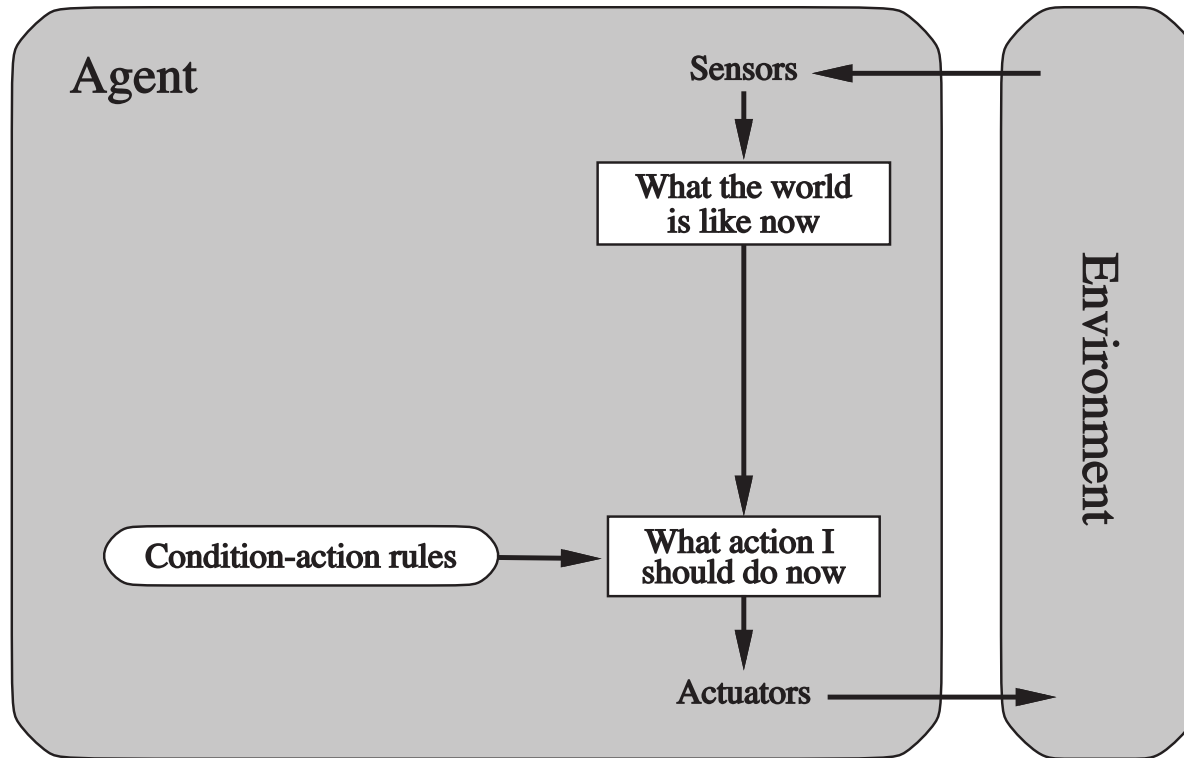 Agent
Sensors
What the world
is like now
Environment
Condition-action rules
What action I
should do now
Actuators